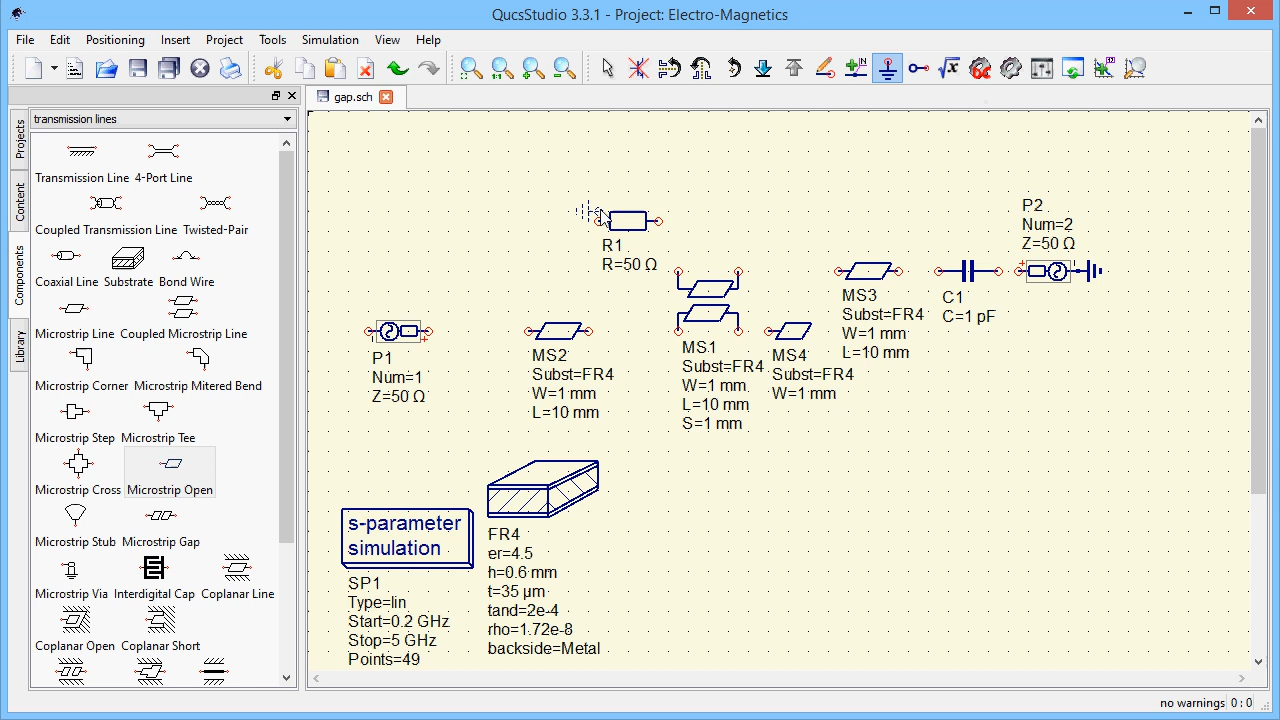 QucsStudio 3.3.1 - Project: Electro-Magnetics
File Edit Positioning Insert Project Tools Simulation View Help
gap.sch
Projects
Content
Components
Library
transmission lines
Transmission Line 4-Port Line
Coupled Transmission Line Twisted-Pair
Coaxial Line Substrate Bond Wire
Microstrip Line Coupled Microstrip Line
Microstrip Corner Microstrip Mitered Bend
Microstrip Step Microstrip Tee
Microstrip Cross Microstrip Open
Microstrip Stub Microstrip Gap
Microstrip Via Interdigital Cap Coplanar Line
Coplanar Open Coplanar Short
R1
R=50 Ω
P2
Num=2
Z=50 Ω
P1
Num=1
Z=50 Ω
MS2
Subst=FR4
W=1 mm
L=10 mm
MS1
Subst=FR4
W=1 mm
L=10 mm
S=1 mm
MS4
Subst=FR4
W=1 mm
MS3
Subst=FR4
W=1 mm
L=10 mm
C1
C=1 pF
s-parameter
simulation
SP1
Type=lin
Start=0.2 GHz
Stop=5 GHz
Points=49
FR4
er=4.5
h=0.6 mm
t=35 µm
tand=2e-4
rho=1.72e-8
backside=Metal
no warnings 0 : 0